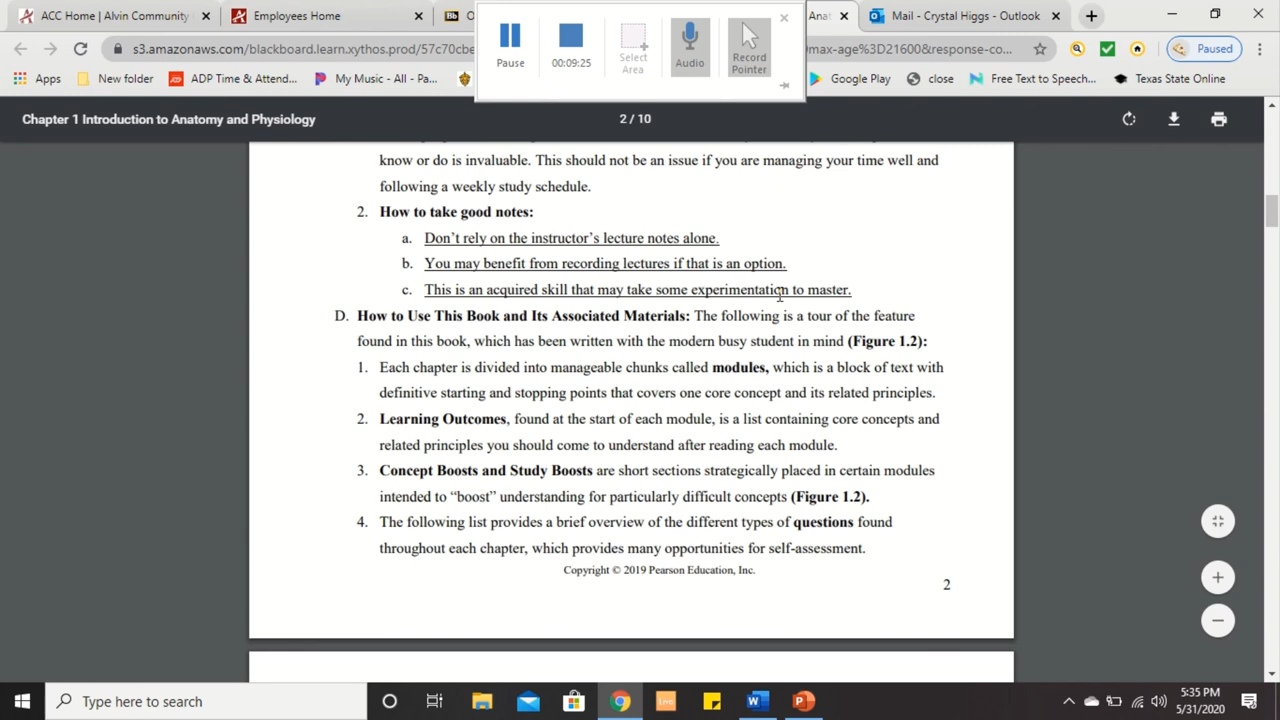 ACC Home | Alvin Community
Employees Home
Bb
Anat
Mail - Crystal Higgs - Outlook
Pause
00:09:25
Select Area
Audio
Record Pointer
s3.amazonaws.com/blackboard.learn.xythos.prod/57c70cbe
max-age%3D21600&response-co...
Paused
Apps
New folder
ADP Time & Attend...
My Music - All - Pa...
Google Play
close
Free Text to Speech...
Texas State Online
Chapter 1 Introduction to Anatomy and Physiology
2 / 10
know or do is invaluable. This should not be an issue if you are managing your time well and
following a weekly study schedule.
2. How to take good notes:
a. Don’t rely on the instructor’s lecture notes alone.
b. You may benefit from recording lectures if that is an option.
c. This is an acquired skill that may take some experimentation to master.
D. How to Use This Book and Its Associated Materials: The following is a tour of the feature
found in this book, which has been written with the modern busy student in mind (Figure 1.2):
1. Each chapter is divided into manageable chunks called modules, which is a block of text with
definitive starting and stopping points that covers one core concept and its related principles.
2. Learning Outcomes, found at the start of each module, is a list containing core concepts and
related principles you should come to understand after reading each module.
3. Concept Boosts and Study Boosts are short sections strategically placed in certain modules
intended to “boost” understanding for particularly difficult concepts (Figure 1.2).
4. The following list provides a brief overview of the different types of questions found
throughout each chapter, which provides many opportunities for self-assessment.
Copyright © 2019 Pearson Education, Inc.
2
Type here to search
5:35 PM
5/31/2020